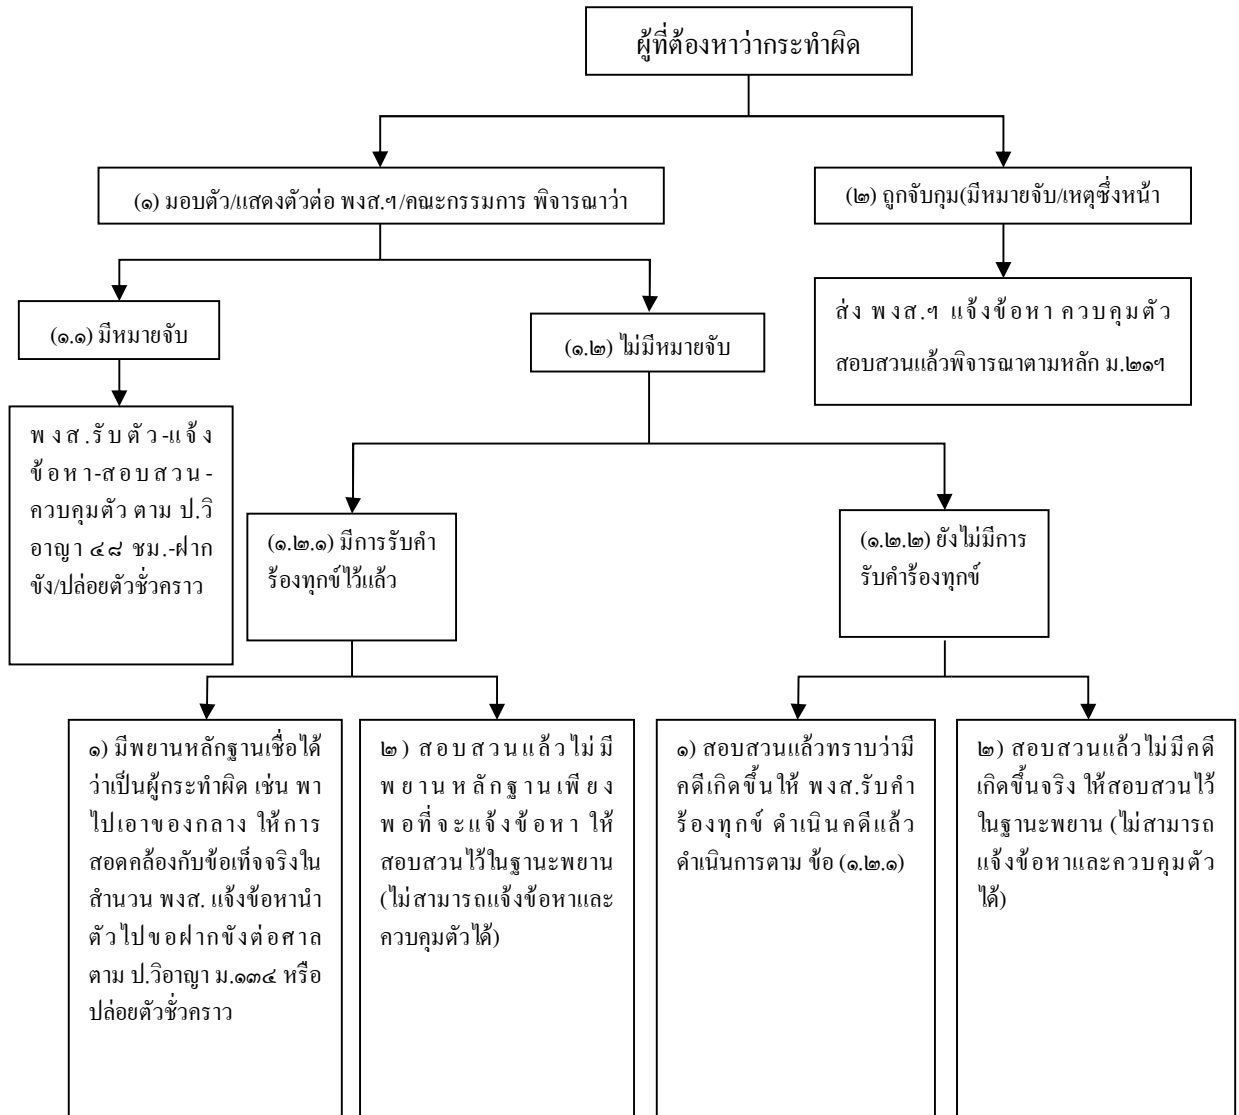 ผู้ที่ต้องหาว่ากระทำผิด
(๑) มอบตัว/แสดงตัวต่อ พงส.ฯ/คณะกรรมการ พิจารณาว่า
(๒) ถูกจับกุม(มีหมายจับ/เหตุซึ่งหน้า
(๑.๑) มีหมายจับ
(๑.๒) ไม่มีหมายจับ
ส่ง พงส.ฯ แจ้งข้อหา ควบคุมตัว
สอบสวนแล้วพิจารณาตามหลัก ม.๒๑ฯ
พงส.รับตัว-แจ้ง
ข้อหา-สอบสวน-
ควบคุมตัว ตาม ป.วิ
อาญา ๔๘ ชม.-ฝาก
ขัง/ปล่อยตัวชั่วคราว
(๑.๒.๑) มีการรับคำ
ร้องทุกข์ไว้แล้ว
(๑.๒.๒) ยังไม่มีการ
รับคำร้องทุกข์
๑) มีพยานหลักฐานเชื่อได้
ว่าเป็นผู้กระทำผิด เช่น พา
ไปเอาของกลาง ให้การ
สอดคล้องกับข้อเท็จจริงใน
สำนวน พงส. แจ้งข้อหานำ
ตัวไปขอฝากขังต่อศาล
ตาม ป.วิอาญา ม.๑๓๔ หรือ
ปล่อยตัวชั่วคราว
๒) สอบสวนแล้วไม่มี
พยานหลักฐานเพียง
พอที่จะแจ้งข้อหา ให้
สอบสวนไว้ในฐานะพยาน
(ไม่สามารถแจ้งข้อหาและ
ควบคุมตัวได้)
๑) สอบสวนแล้วทราบว่ามี
คดีเกิดขึ้นให้ พงส.รับคำ
ร้องทุกข์ ดำเนินคดีแล้ว
ดำเนินการตาม ข้อ (๑.๒.๑)
๒) สอบสวนแล้วไม่มีคดี
เกิดขึ้นจริง ให้สอบสวนไว้
ในฐานะพยาน (ไม่สามารถ
แจ้งข้อหาและควบคุมตัว
ได้)